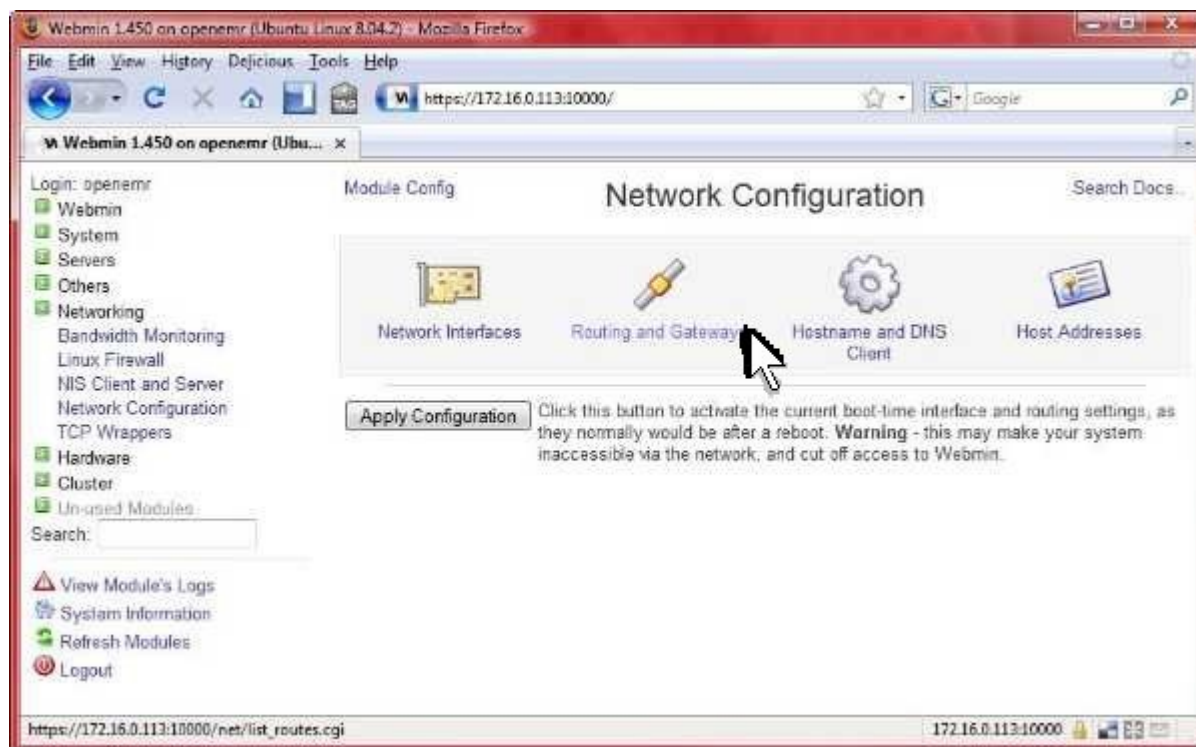 Webmin 1.450 on openemr (Ubuntu Linux 8.04.2) - Mozilla Firefox
File Edit View History Delicious Tools Help
https://172.16.0.113:10000/
Google
Webmin 1.450 on openemr (Ubu...
Login: openemr
Webmin
System
Servers
Others
Networking
Bandwidth Monitoring
Linux Firewall
NIS Client and Server
Network Configuration
TCP Wrappers
Hardware
Cluster
Un-used Modules
Search:
View Module's Logs
System Information
Refresh Modules
Logout
Module Config
Network Configuration
Search Docs..
Network Interfaces
Routing and Gateways
Hostname and DNS
Client
Host Addresses
Apply Configuration
Click this button to activate the current boot-time interface and routing settings, as
they normally would be after a reboot. Warning - this may make your system
inaccessible via the network, and cut off access to Webmin.
https://172.16.0.113:10000/net/list_routes.cgi
172.16.0.113:10000